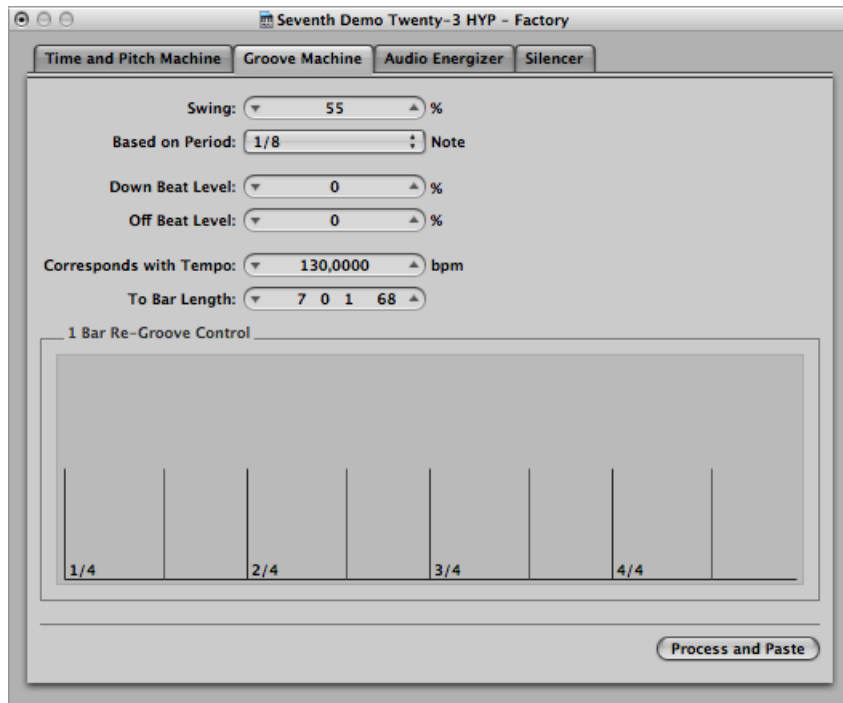 Seventh Demo Twenty-3 HYP - Factory
Time and Pitch Machine Groove Machine Audio Energizer Silencer
Swing: 55 %
Based on Period: 1/8 Note
Down Beat Level: 0 %
Off Beat Level: 0 %
Corresponds with Tempo: 130,0000 bpm
To Bar Length: 7 0 1 68
1 Bar Re-Groove Control
1/4 2/4 3/4 4/4
Process and Paste